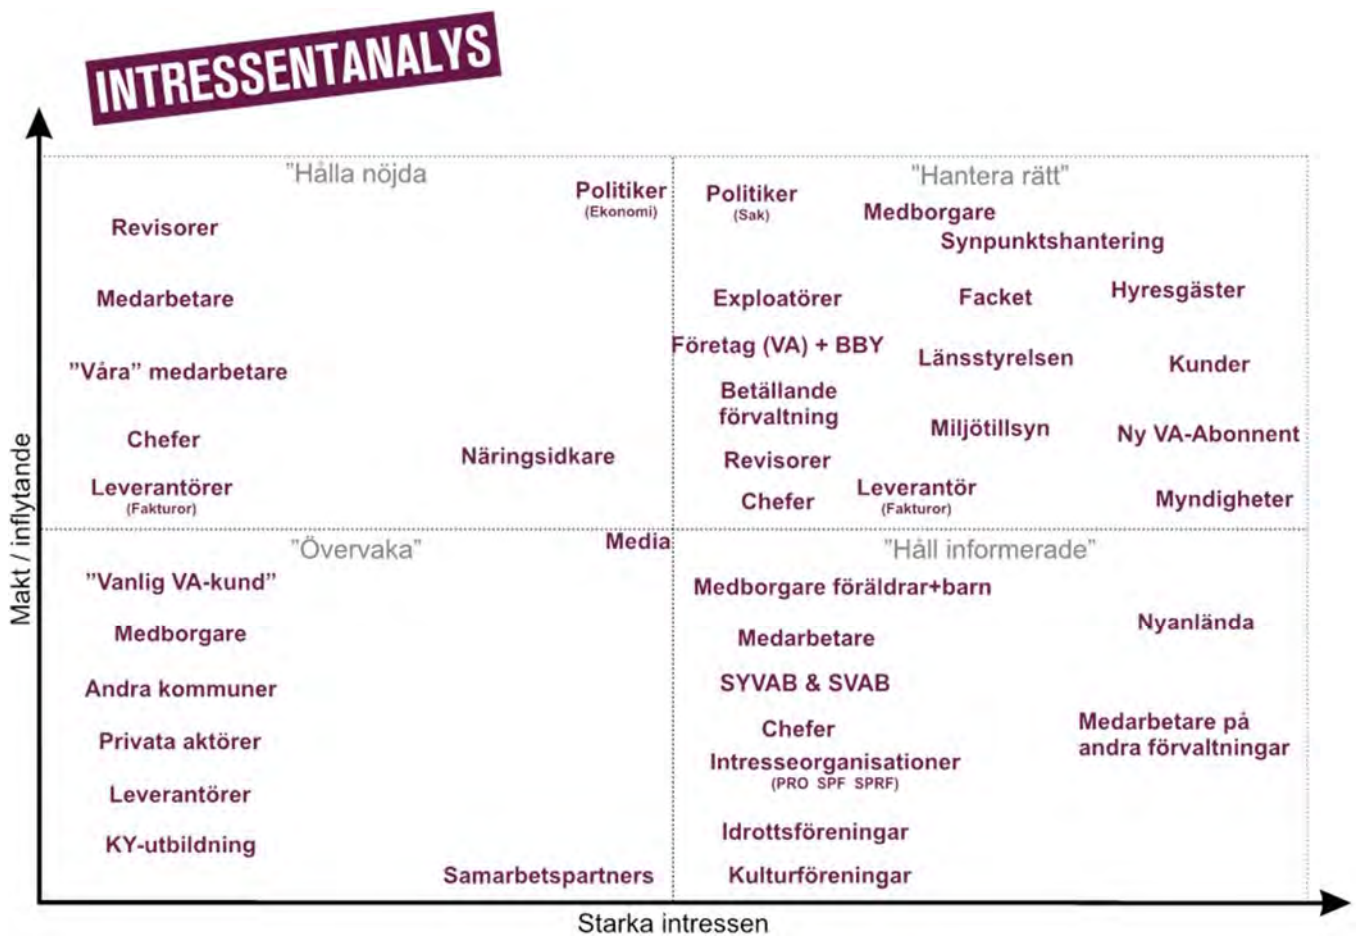 INTRESSENTANALYS
Makt / inflytande
"Hålla nöjda
Politiker
(Ekonomi)
Revisorer
Medarbetare
"Våra" medarbetare
Chefer
Näringsidkare
Leverantörer
(Fakturor)
"Hantera rätt"
Politiker
(Sak)
Medborgare
Synpunktshantering
Exploatörer
Facket
Hyresgäster
Företag (VA) + BBY
Länsstyrelsen
Kunder
Betällande
förvaltning
Miljötillsyn
Ny VA-Abonnent
Revisorer
Chefer
Leverantör
(Fakturor)
Myndigheter
"Övervaka"
Media
"Vanlig VA-kund"
Medborgare
Andra kommuner
Privata aktörer
Leverantörer
KY-utbildning
Samarbetspartners
"Håll informerade"
Medborgare föräldrar+barn
Nyanlända
Medarbetare
SYVAB & SVAB
Chefer
Medarbetare på
andra förvaltningar
Intresseorganisationer
(PRO SPF SPRF)
Idrottsföreningar
Kulturföreningar
Starka intressen